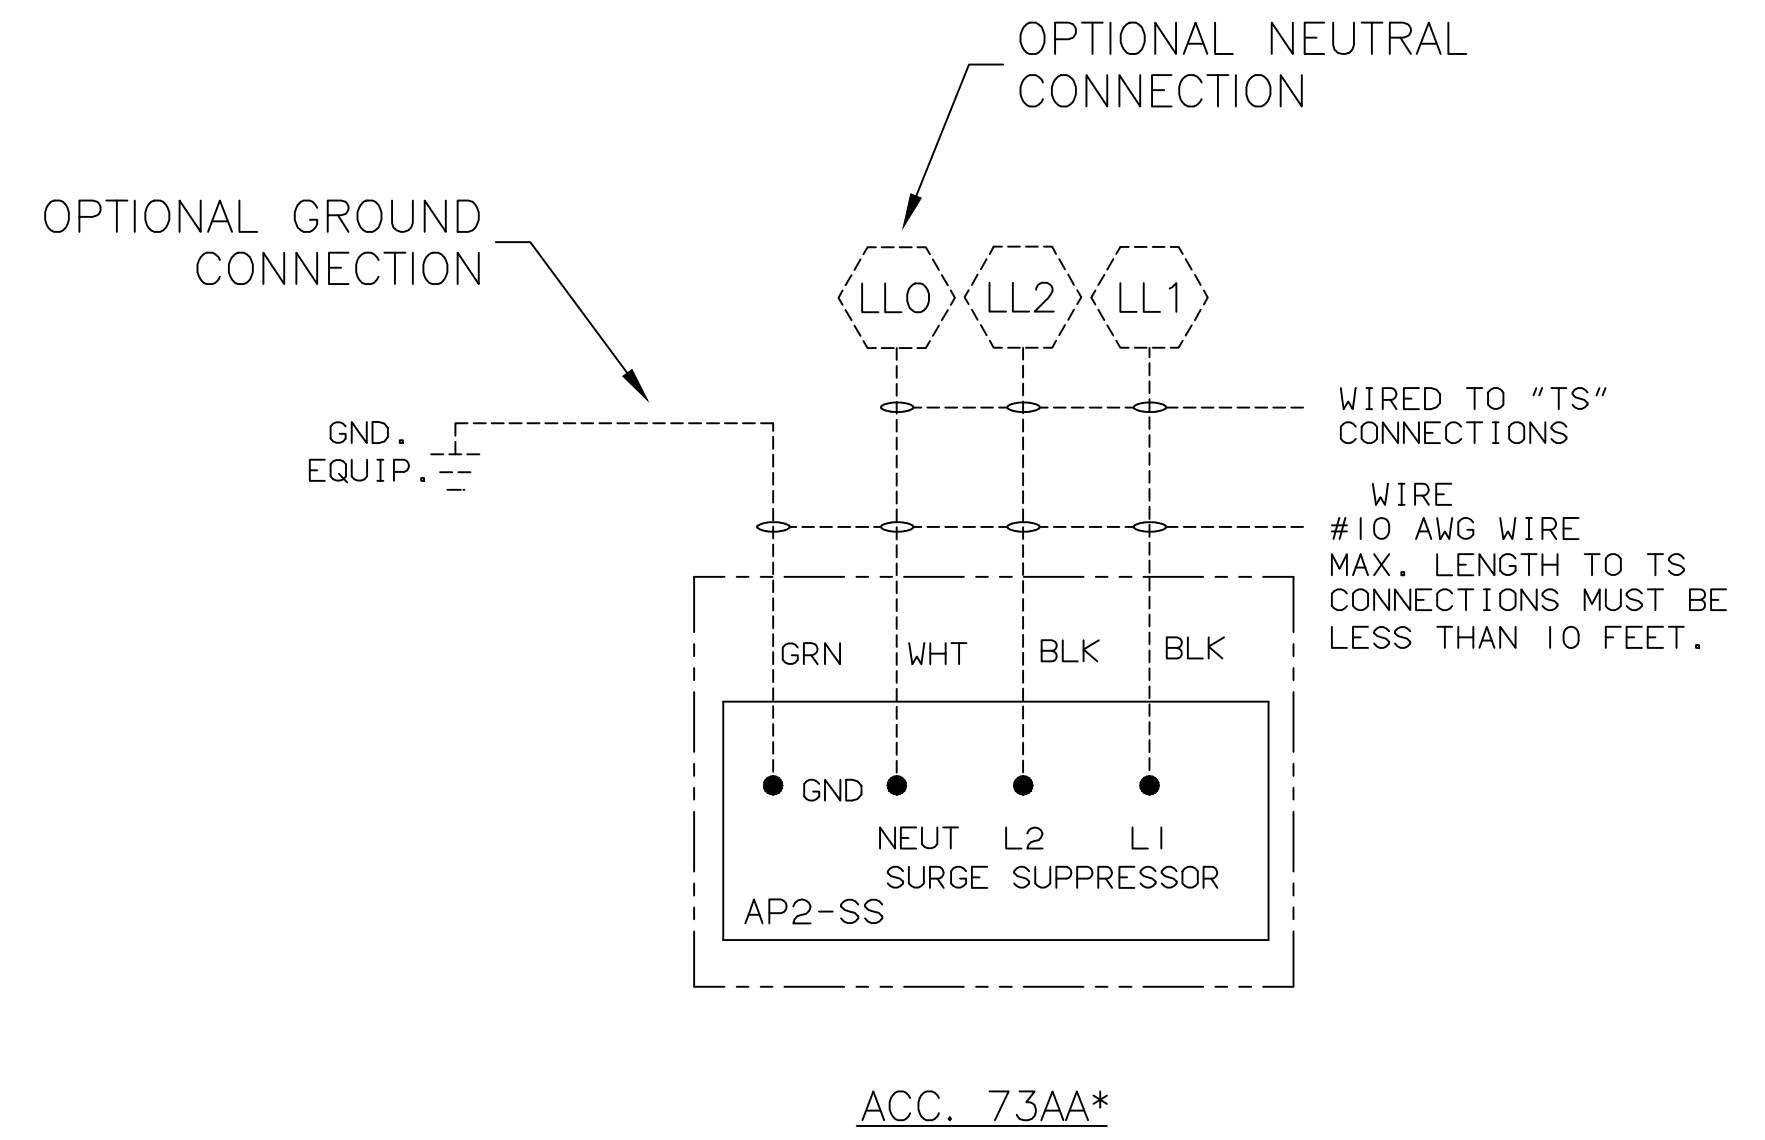 OPTIONAL NEUTRAL
CONNECTION
OPTIONAL GROUND
CONNECTION
LL0
LL2
LL1
WIRED TO "TS"
CONNECTIONS
GND.
EQUIP.
WIRE
#10 AWG WIRE
MAX. LENGTH TO TS
CONNECTIONS MUST BE
LESS THAN 10 FEET.
GRN
WHT
BLK
BLK
GND
NEUT
L2
L1
SURGE SUPPRESSOR
AP2-SS
ACC. 73AA*